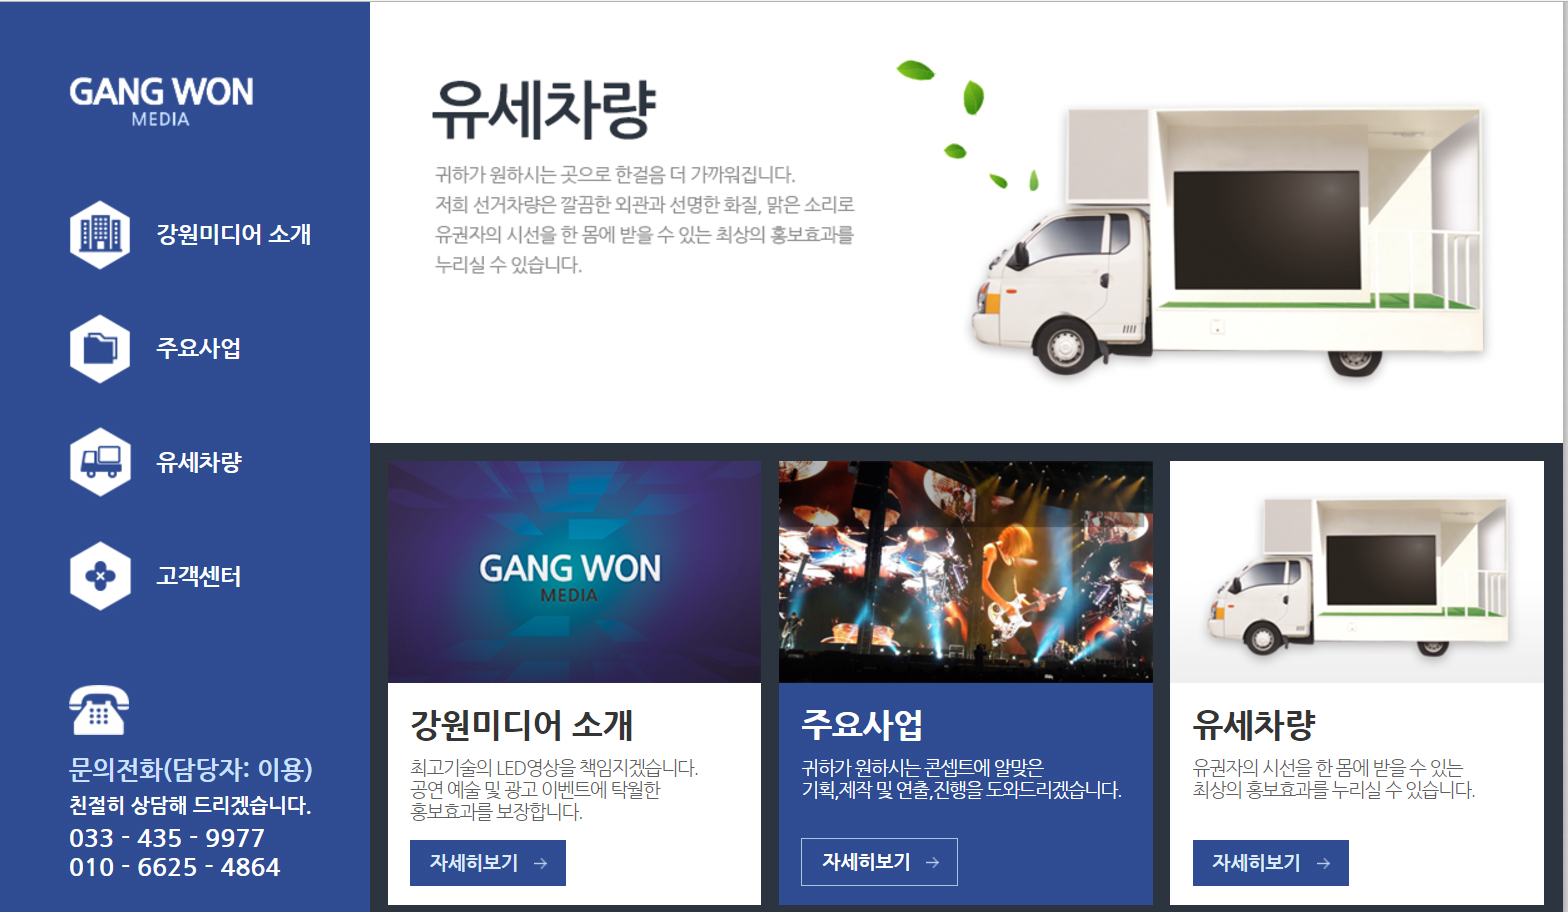 GANG WON
MEDIA
강원미디어 소개
주요사업
유세차량
고객센터
문의전화(담당자: 이용)
친절히 상담해 드리겠습니다.
033 - 435 - 9977
010 - 6625 - 4864
유세차량
귀하가 원하시는 곳으로 한걸음 더 가까워집니다.
저희 선거차량은 깔끔한 외관과 선명한 화질, 맑은 소리로
유권자의 시선을 한 몸에 받을 수 있는 최상의 홍보효과를
누리실 수 있습니다.
GANG WON
MEDIA
강원미디어 소개
최고기술의 LED영상을 책임지겠습니다.
공연 예술 및 광고 이벤트에 탁월한
홍보효과를 보장합니다.
자세히보기 →
주요사업
귀하가 원하시는 콘셉트에 알맞은
기획,제작 및 연출,진행을 도와드리겠습니다.
자세히보기 →
유세차량
유권자의 시선을 한 몸에 받을 수 있는
최상의 홍보효과를 누리실 수 있습니다.
자세히보기 →